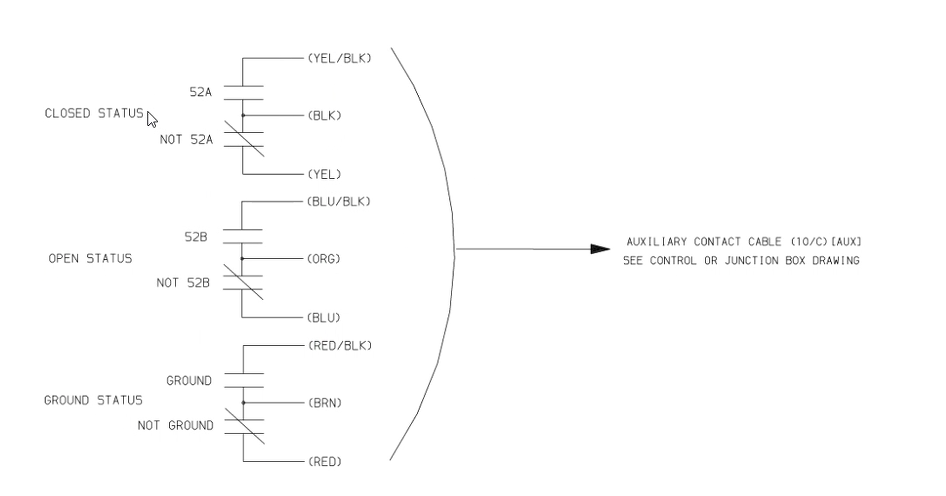 (YEL/BLK)
52A
CLOSED STATUS
(BLK)
NOT 52A
(YEL)
(BLU/BLK)
52B
OPEN STATUS
(ORG)
NOT 52B
(BLU)
(RED/BLK)
GROUND
GROUND STATUS
(BRN)
NOT GROUND
(RED)
AUXILIARY CONTACT CABLE (10/C)[AUX]
SEE CONTROL OR JUNCTION BOX DRAWING